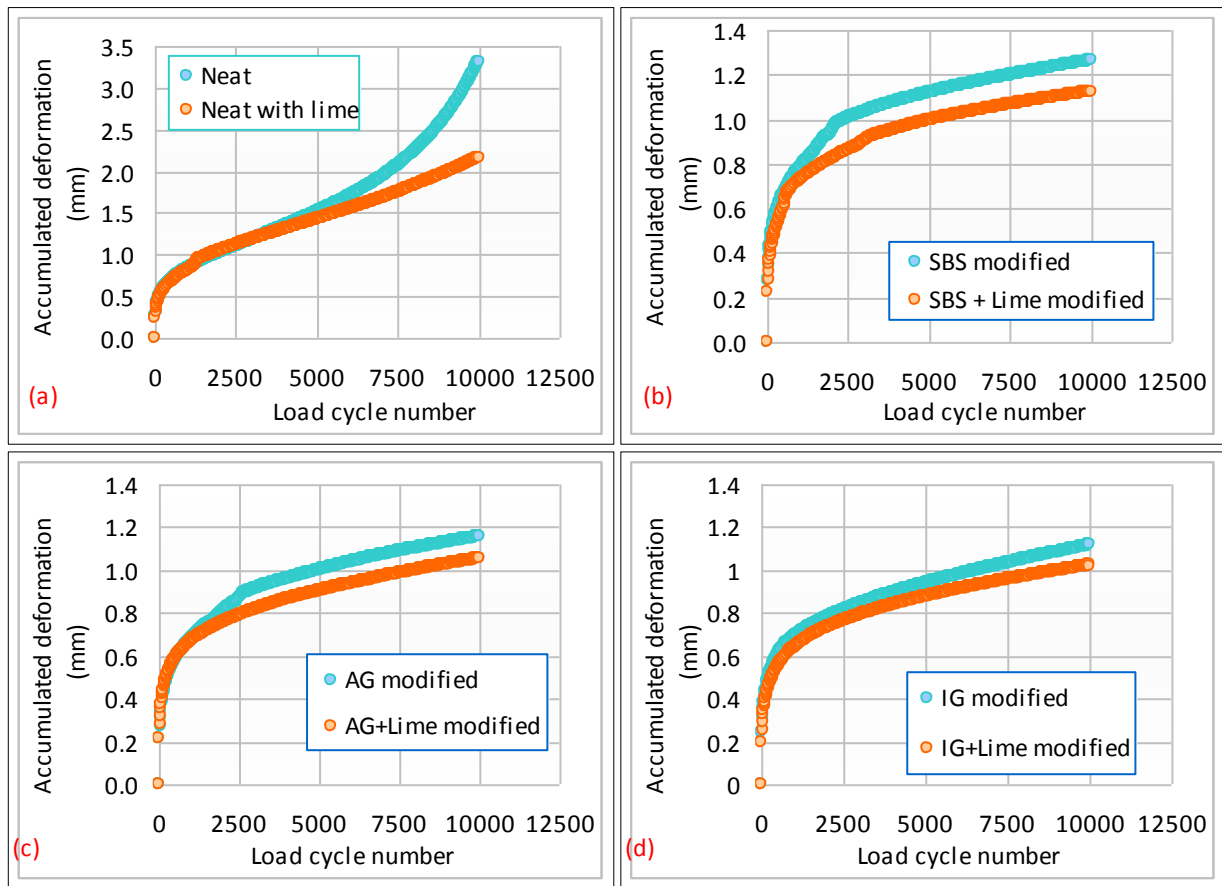 3.5
3.0
2.5
2.0
1.5
1.0
0.5
0.0
Accumulated deformation
(mm)
Neat
Neat with lime
0 2500 5000 7500 10000 12500
Load cycle number
(a)
1.4
1.2
1.0
0.8
0.6
0.4
0.2
0.0
Accumulated deformation
(mm)
SBS modified
SBS + Lime modified
0 2500 5000 7500 10000 12500
Load cycle number
(b)
1.4
1.2
1.0
0.8
0.6
0.4
0.2
0.0
Accumulated deformation
(mm)
AG modified
AG+Lime modified
0 2500 5000 7500 10000 12500
Load cycle number
(c)
1.4
1.2
1.0
0.8
0.6
0.4
0.2
0
Accumulated deformation
(mm)
IG modified
IG+Lime modified
0 2500 5000 7500 10000 12500
Load cycle number
(d)